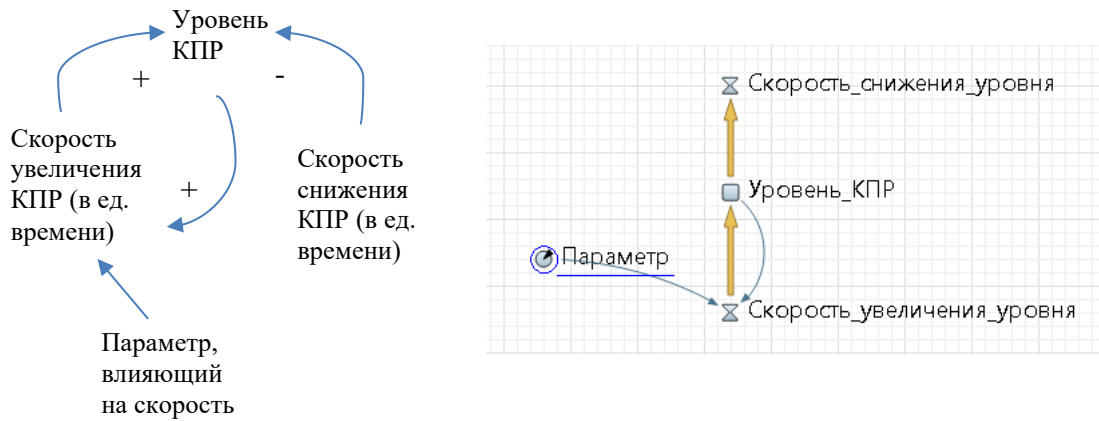 Уровень
КПР
+
-
Скорость
увеличения
КПР (в ед.
времени)
+
Скорость
снижения
КПР (в ед.
времени)
Параметр,
влияющий
на скорость
Скорость_снижения_уровня
Уровень_КПР
Параметр
Скорость_увеличения_уровня